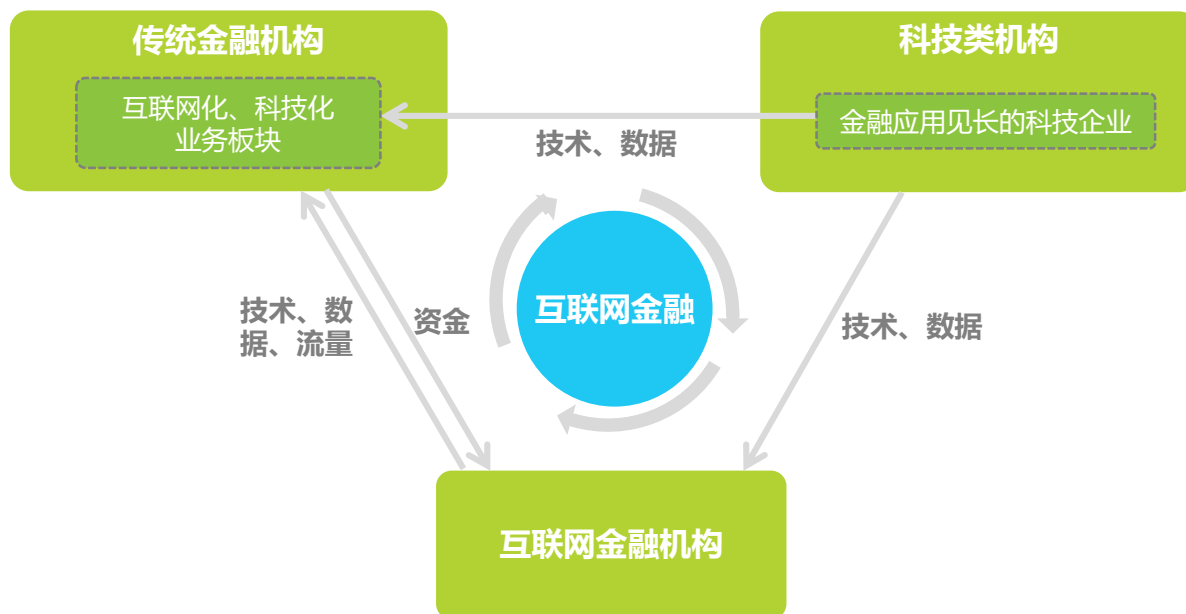 传统金融机构
互联网化、科技化
业务板块
科技类机构
金融应用见长的科技企业
技术、数据
技术、数
据、流量
资金
互联网金融
技术、数据
互联网金融机构